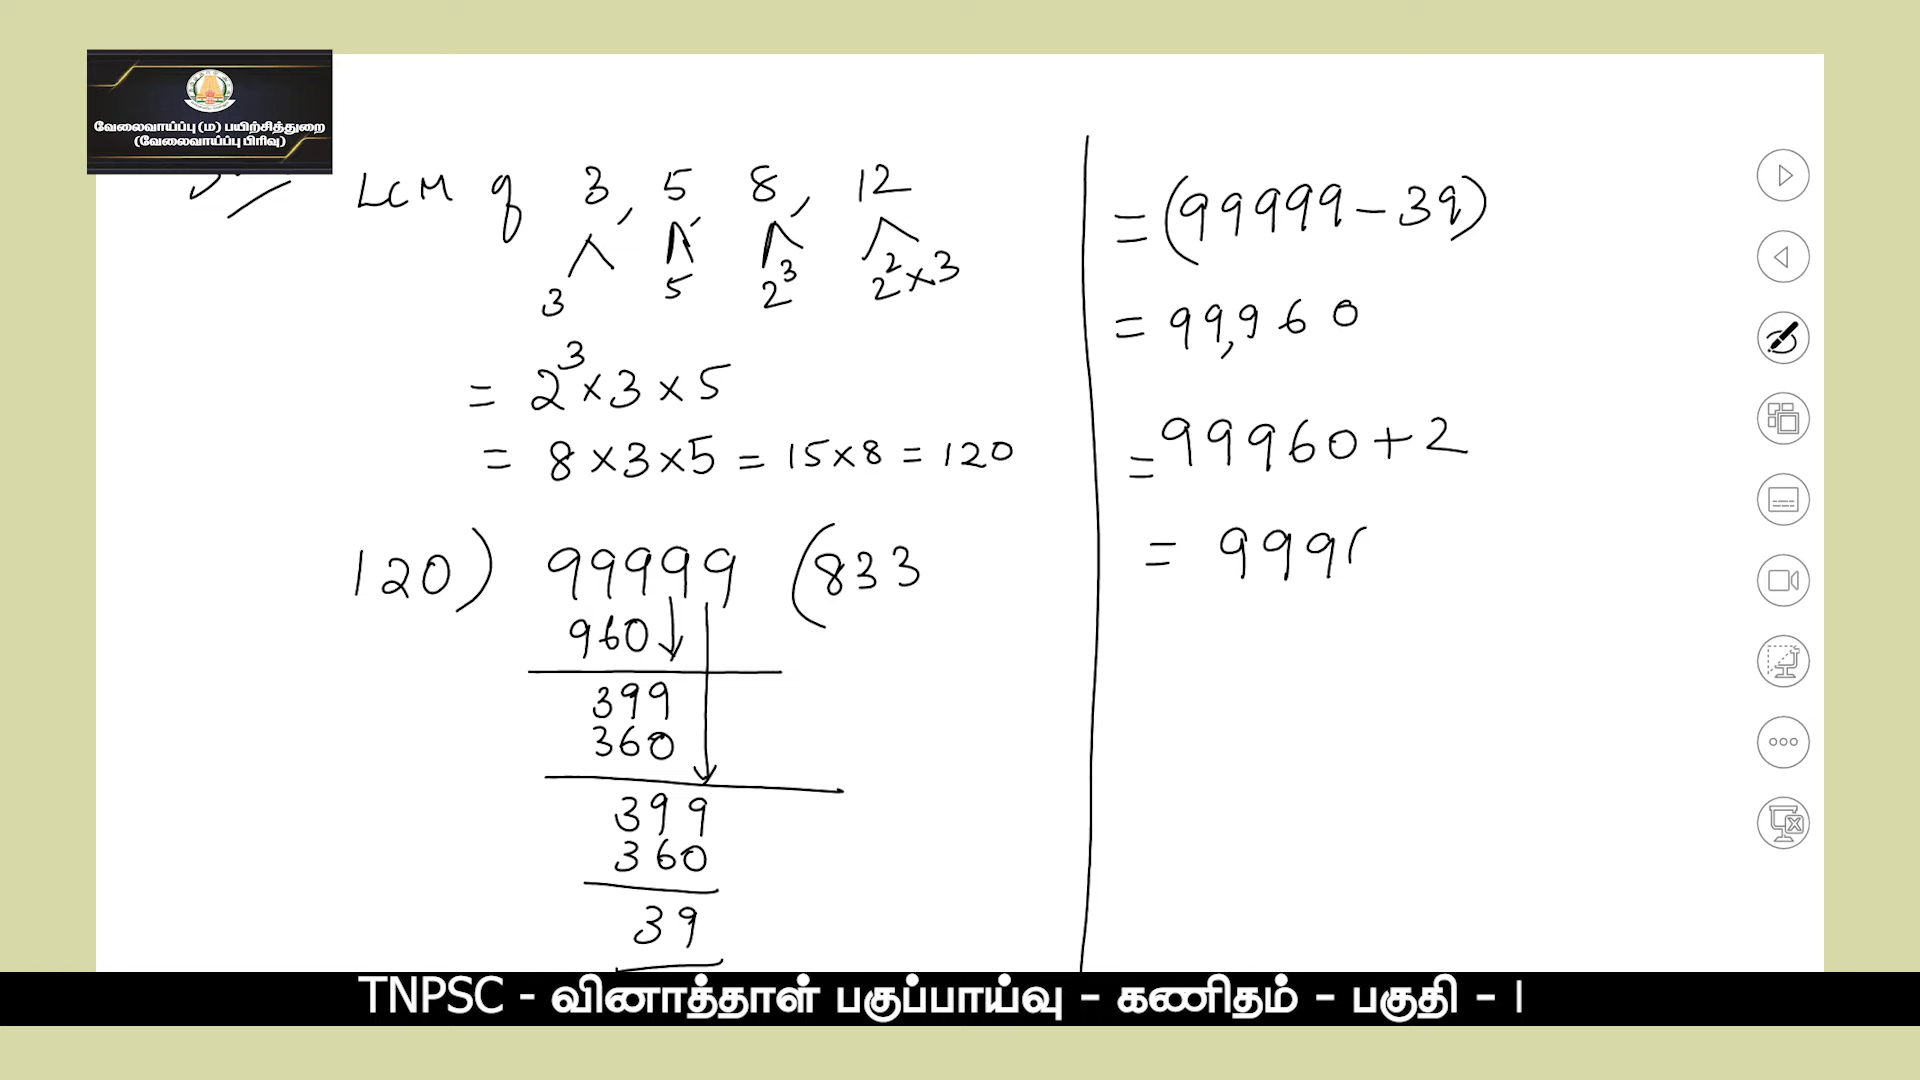 வேலைவாய்ப்பு (ம) பயிற்சித்துறை
(வேலைவாய்ப்பு பிரிவு)
LCM of 3, 5, 8, 12
3 5 2³ 2²×3
= 2³×3×5
= 8×3×5 = 15×8 = 120
120) 99999 (833
960
399
360
399
360
39
= (99999-39)
= 99,960
= 99960+2
= 999
TNPSC - வினாத்தாள் பகுப்பாய்வு - கணிதம் - பகுதி - I